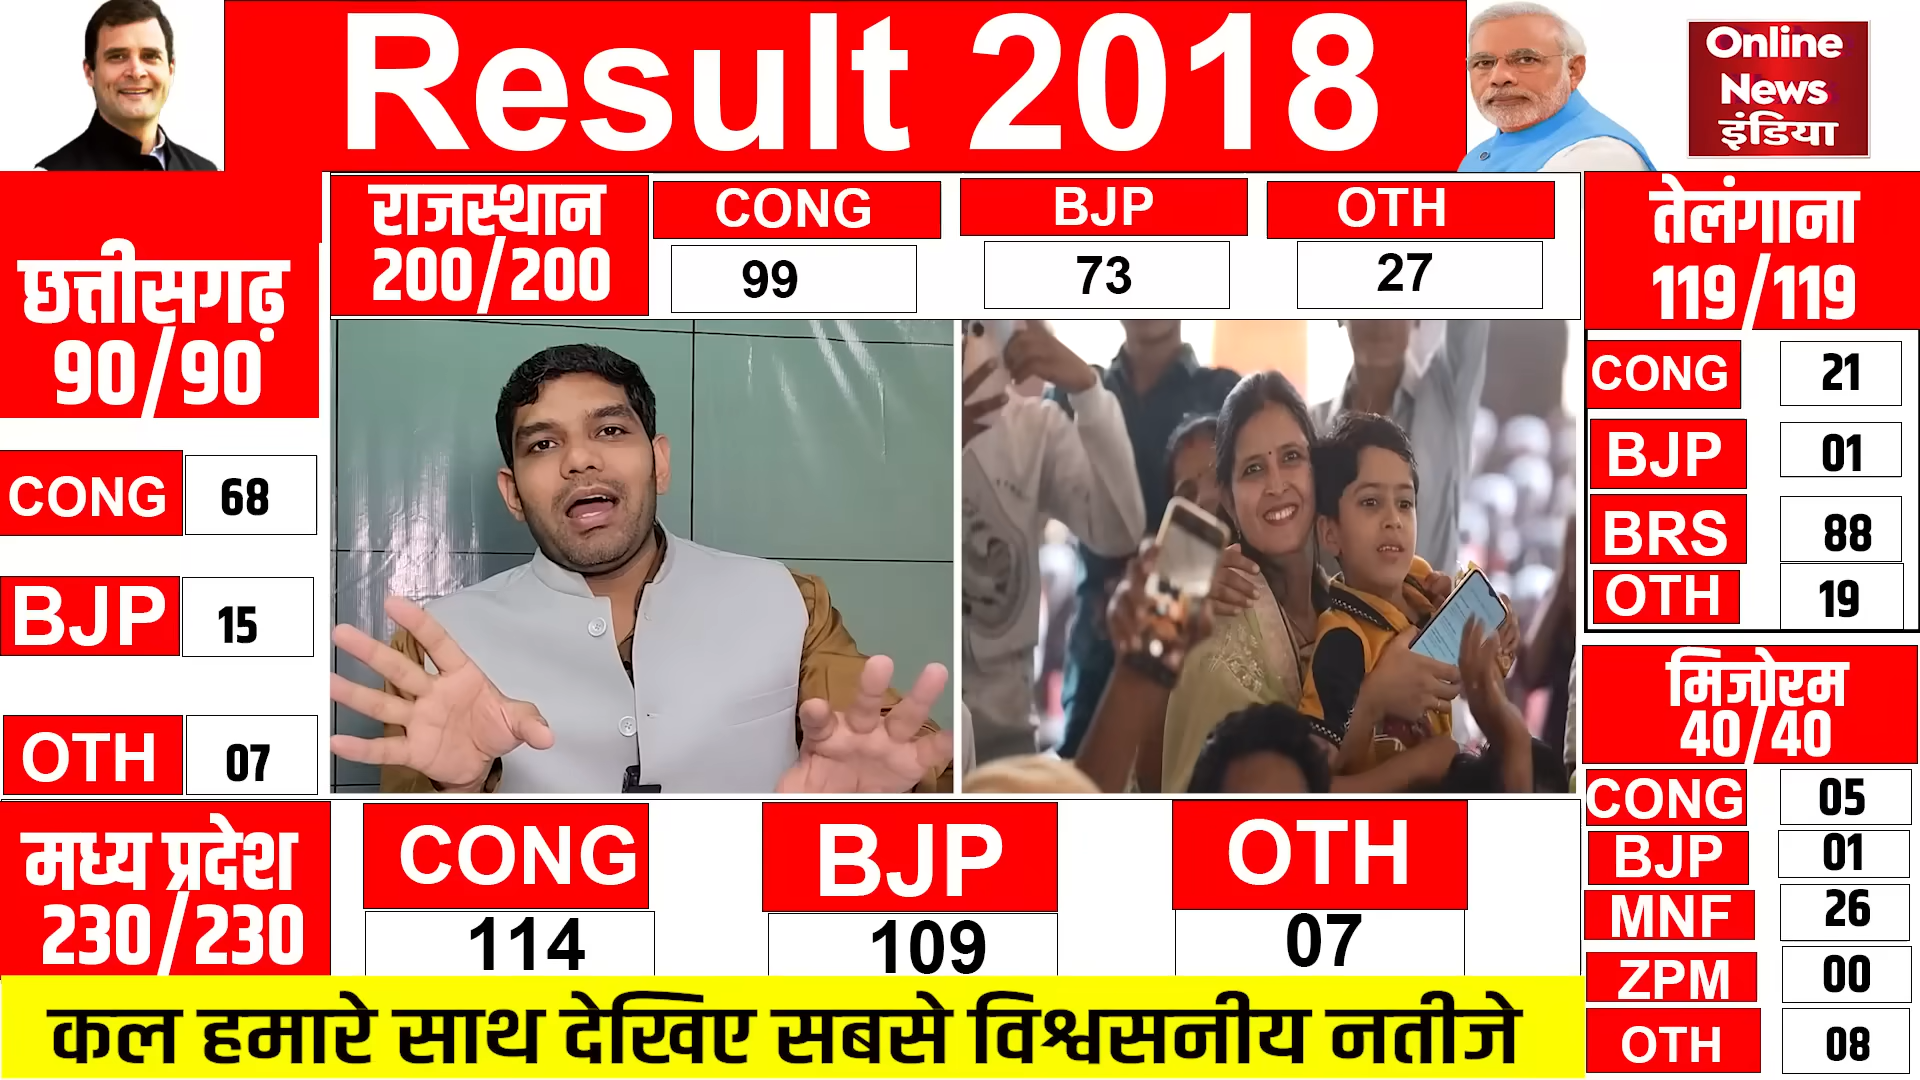 Result 2018
Online
News
इंडिया
राजस्थान
200/200
CONG
BJP
OTH
99
73
27
छत्तीसगढ़
90/90
CONG 68
BJP 15
OTH 07
तेलंगाना
119/119
CONG 21
BJP 01
BRS 88
OTH 19
मिजोरम
40/40
CONG 05
BJP 01
MNF 26
ZPM 00
OTH 08
मध्य प्रदेश
230/230
CONG
BJP
OTH
114
109
07
कल हमारे साथ देखिए सबसे विश्वसनीय नतीजे